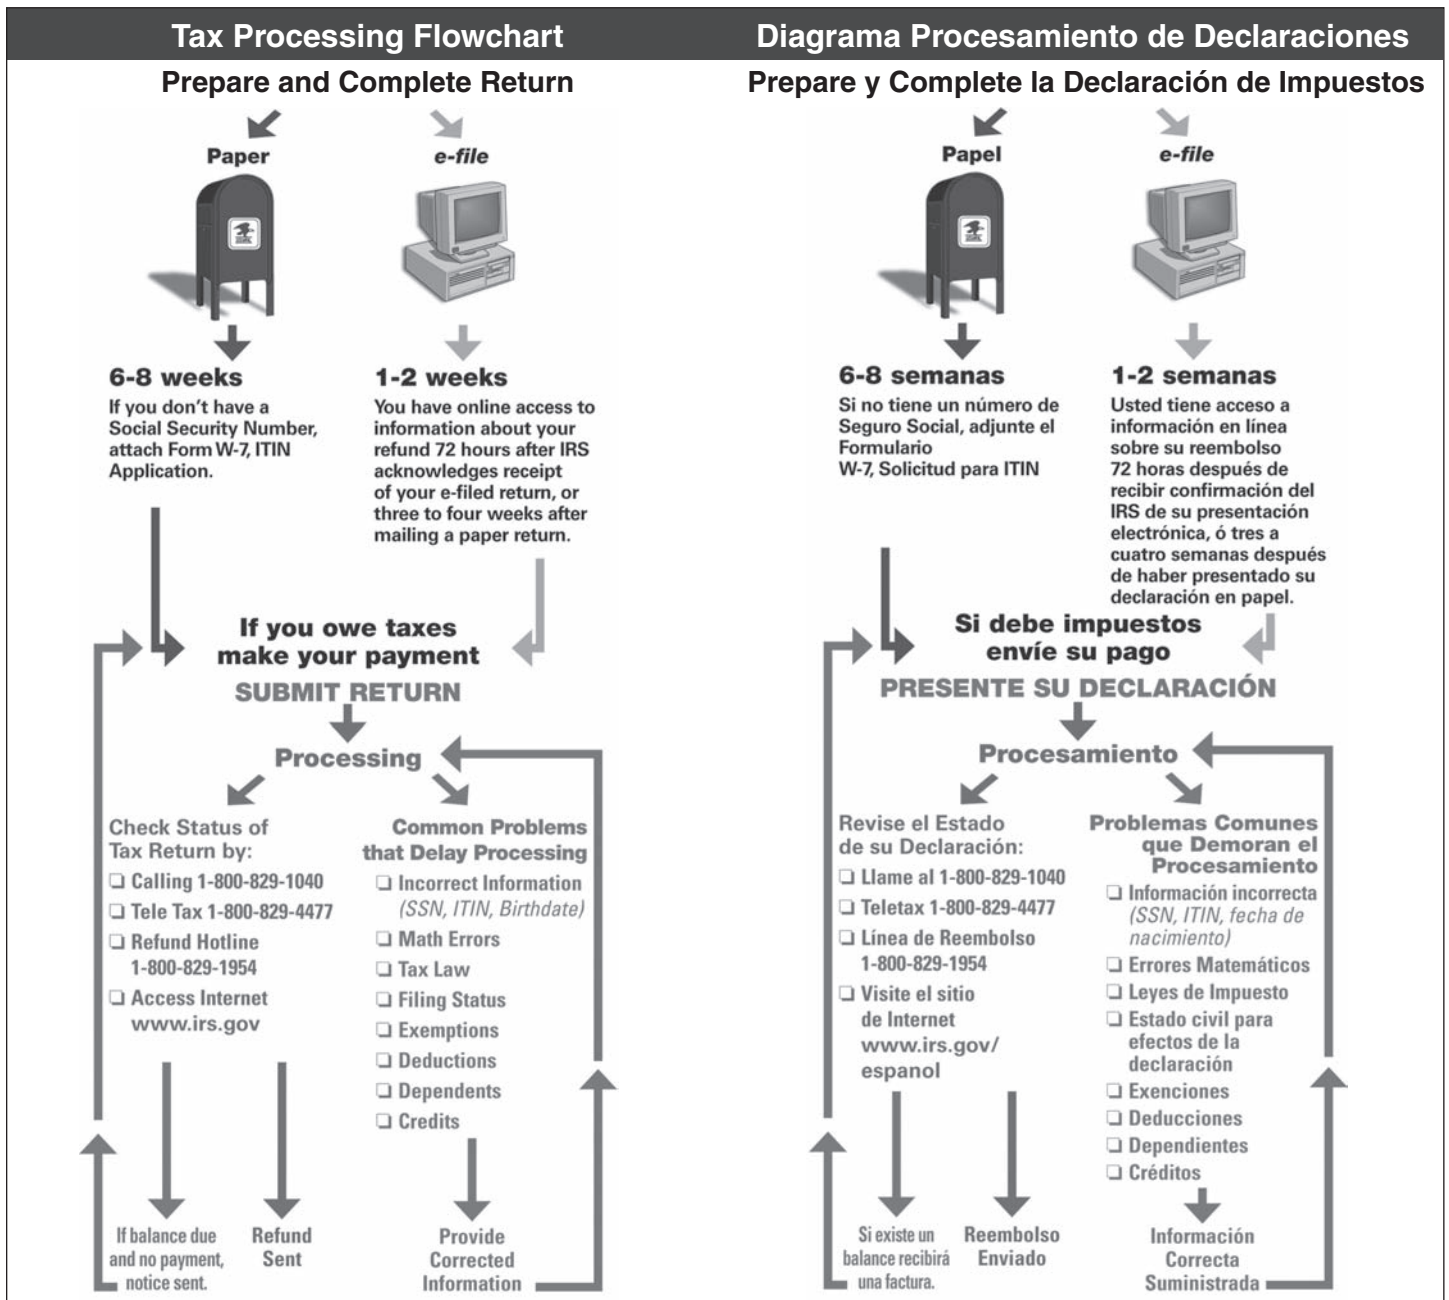 Tax Processing Flowchart
Prepare and Complete Return
Paper
e-file
6-8 weeks
If you don't have a
Social Security Number,
attach Form W-7, ITIN
Application.
1-2 weeks
You have online access to
information about your
refund 72 hours after IRS
acknowledges receipt
of your e-filed return, or
three to four weeks after
mailing a paper return.
If you owe taxes
make your payment
SUBMIT RETURN
Processing
Check Status of
Tax Return by:
❏ Calling 1-800-829-1040
❏ Tele Tax 1-800-829-4477
❏ Refund Hotline
1-800-829-1954
❏ Access Internet
www.irs.gov
Common Problems
that Delay Processing
❏ Incorrect Information
(SSN, ITIN, Birthdate)
❏ Math Errors
❏ Tax Law
❏ Filing Status
❏ Exemptions
❏ Deductions
❏ Dependents
❏ Credits
If balance due
and no payment,
notice sent.
Refund
Sent
Provide
Corrected
Information
Diagrama Procesamiento de Declaraciones
Prepare y Complete la Declaración de Impuestos
Papel
e-file
6-8 semanas
Si no tiene un número de
Seguro Social, adjunte el
Formulario
W-7, Solicitud para ITIN
1-2 semanas
Usted tiene acceso a
información en línea
sobre su reembolso
72 horas después de
recibir confirmación del
IRS de su presentación
electrónica, ó tres a
cuatro semanas después
de haber presentado su
declaración en papel.
Si debe impuestos
envíe su pago
PRESENTE SU DECLARACIÓN
Procesamiento
Revise el Estado
de su Declaración:
❏ Llame al 1-800-829-1040
❏ Teletax 1-800-829-4477
❏ Línea de Reembolso
1-800-829-1954
❏ Visite el sitio
de Internet
www.irs.gov/
espanol
Problemas Comunes
que Demoran el
Procesamiento
❏ Información incorrecta
(SSN, ITIN, fecha de
nacimiento)
❏ Errores Matemáticos
❏ Leyes de Impuesto
❏ Estado civil para
efectos de la
declaración
❏ Exenciones
❏ Deducciones
❏ Dependientes
❏ Créditos
Si existe un
balance recibirá
una factura.
Reembolso
Enviado
Información
Correcta
Suministrada